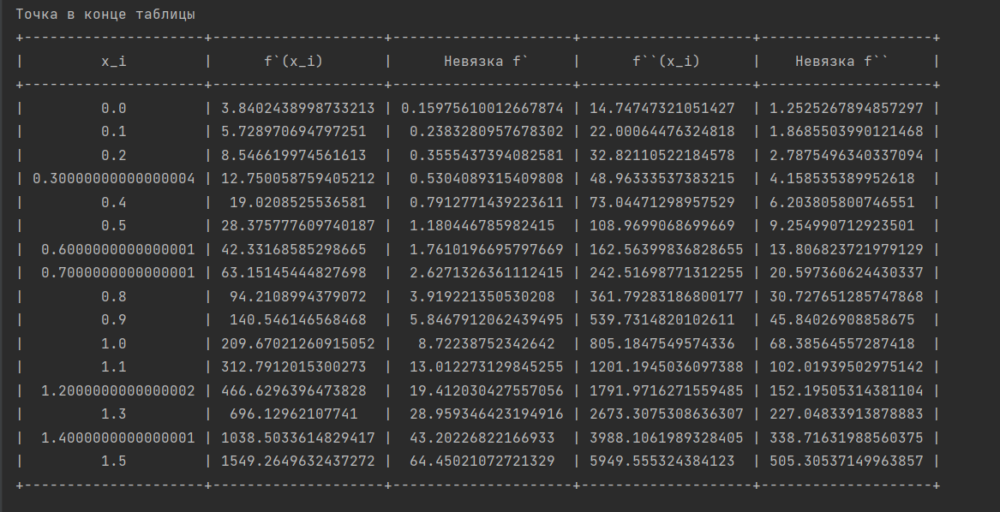 Точка в конце таблицы
+---------------------+--------------------+---------------------+--------------------+--------------------+
|         x_i         |      f`(x_i)       |      Невязка f`     |     f``(x_i)       |    Невязка f``     |
+---------------------+--------------------+---------------------+--------------------+--------------------+
|         0.0         | 3.8402438998733213 | 0.15975610012667874 | 14.74747321051427  | 1.2525267894857297 |
|         0.1         | 5.728970694797251  |  0.2383280957678302 | 22.00064476324818  | 1.8685503990121468 |
|         0.2         | 8.546619974561613  |  0.3555437394082581 | 32.82110522184578  | 2.7875496340337094 |
| 0.30000000000000004 | 12.750058759405212 |  0.5304089315409808 | 48.96333537383215  | 4.158535389952618  |
|         0.4         |  19.0208525536581  |  0.7912771439223611 | 73.04471298957529  | 6.203805800746551  |
|         0.5         | 28.375777609740187 |  1.180446785982415  | 108.9699068699669  | 9.254990712923501  |
|  0.6000000000000001 | 42.33168585298665  |  1.7610196695797669 | 162.56399836828655 | 13.806823721979129 |
|  0.7000000000000001 | 63.15145444827698  |  2.6271326361112415 | 242.51698771312255 | 20.597360624430337 |
|         0.8         |  94.2108994379072  |  3.919221350530208  | 361.79283186800177 | 30.727651285747868 |
|         0.9         |  140.546146568468  |  5.8467912062439495 | 539.7314820102611  | 45.84026908858675  |
|         1.0         | 209.67021260915052 |   8.72238752342642  | 805.1847549574336  | 68.38564557287418  |
|         1.1         | 312.7912015300273  |  13.012273129845255 | 1201.1945036097388 | 102.01939502975142 |
|  1.2000000000000002 | 466.6296396473828  |  19.412030427557056 | 1791.9716271559485 | 152.19505314381104 |
|         1.3         |  696.12962107741   |  28.959346423194916 | 2673.3075308636307 | 227.04833913878883 |
|  1.4000000000000001 | 1038.5033614829417 |  43.20226822166933  | 3988.1061989328405 | 338.71631988560375 |
|         1.5         | 1549.2649632437272 |  64.45021072721329  | 5949.555324384123  | 505.30537149963857 |
+---------------------+--------------------+---------------------+--------------------+--------------------+